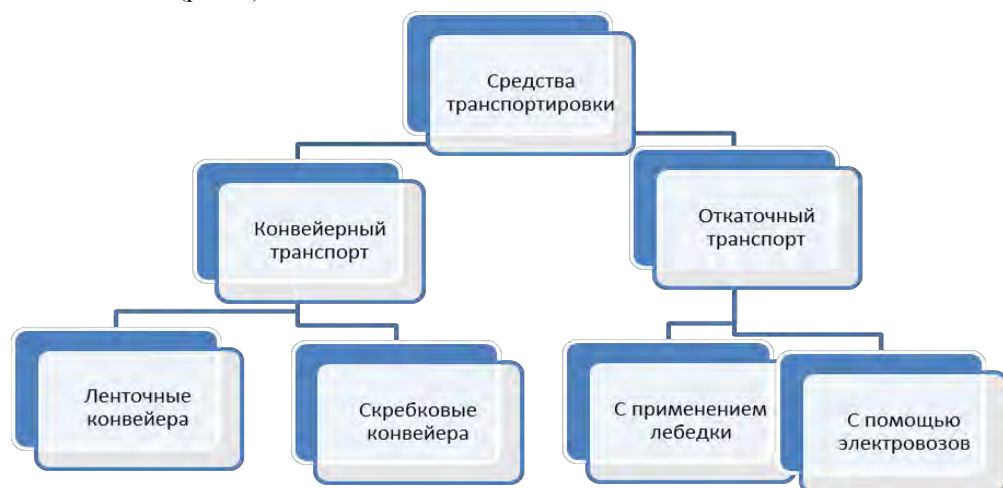 Средства
транспортировки
Конвейерный
транспорт
Откаточный
транспорт
Ленточные
конвейера
Скребковые
конвейера
С применением
лебедки
С помощью
электровозов